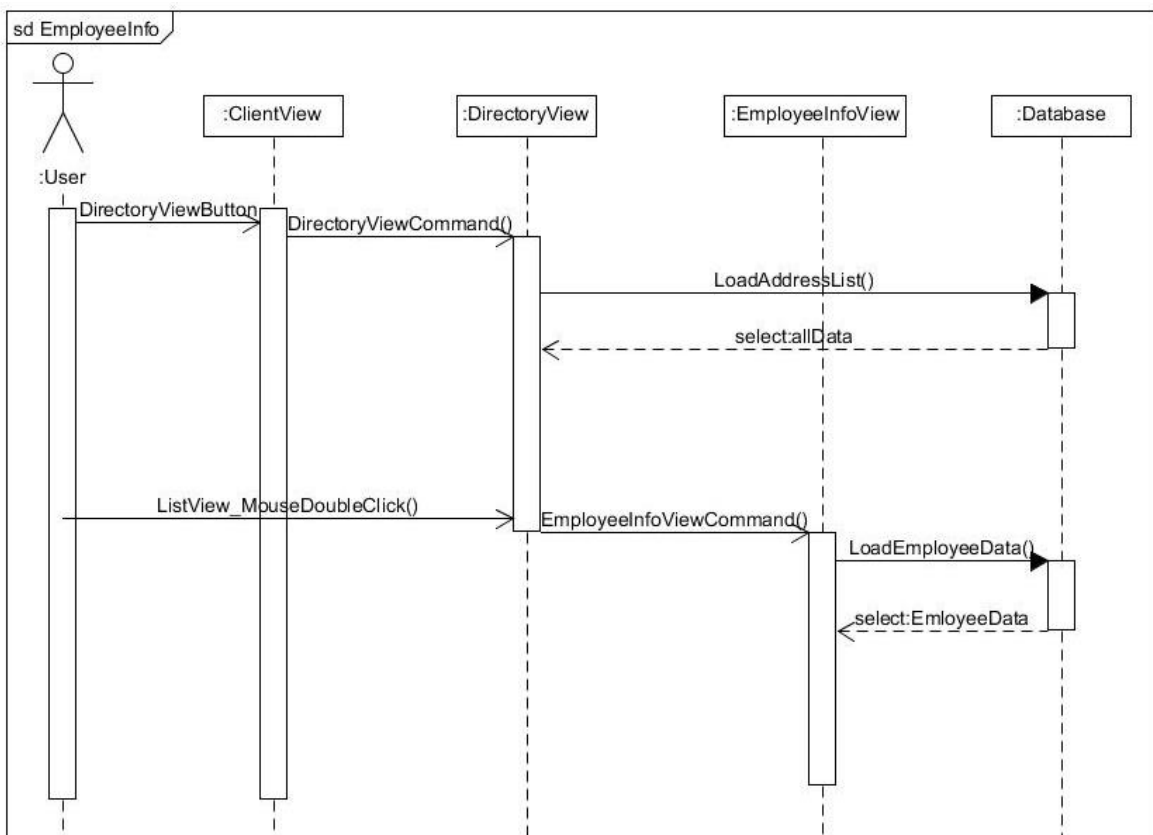 sd EmployeeInfo
:ClientView
:DirectoryView
:EmployeeInfoView
:Database
:User
DirectoryViewButton
DirectoryViewCommand()
LoadAddressList()
select:allData
ListView_MouseDoubleClick()
EmployeeInfoViewCommand()
LoadEmployeeData()
select:EmloyeeData